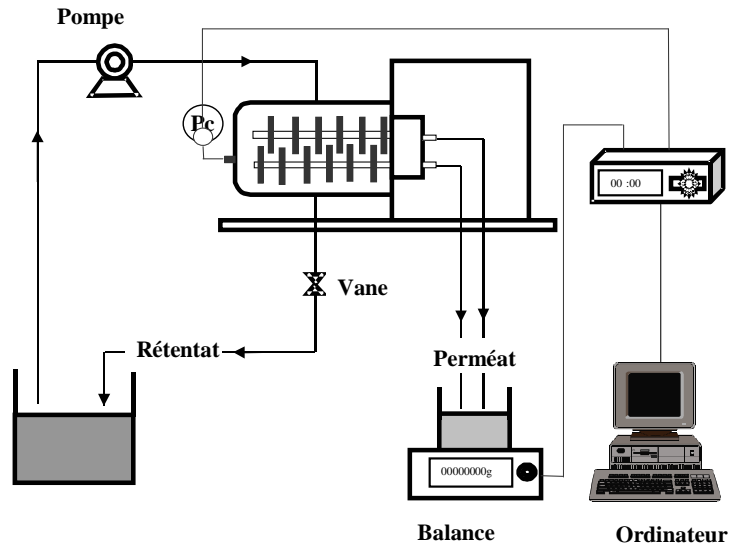 Pompe
Pc
00 :00
Vane
Rétentat
Perméat
00000000g
Balance
Ordinateur